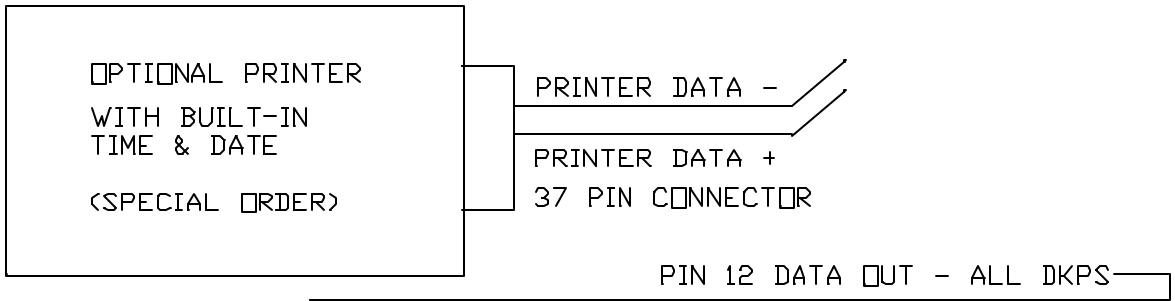 OPTIONAL PRINTER
WITH BUILT-IN
TIME & DATE
(SPECIAL ORDER)
PRINTER DATA -
PRINTER DATA +
37 PIN CONNECTOR
PIN 12 DATA OUT - ALL DKPS